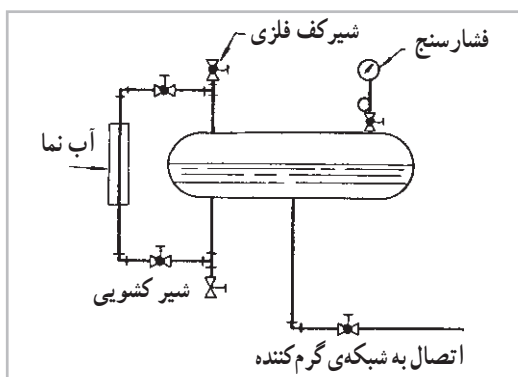 شیرکف فلزی
فشارسنج
آب نما
شیر کشویی
اتصال به شبکه‌ی گرم‌کننده